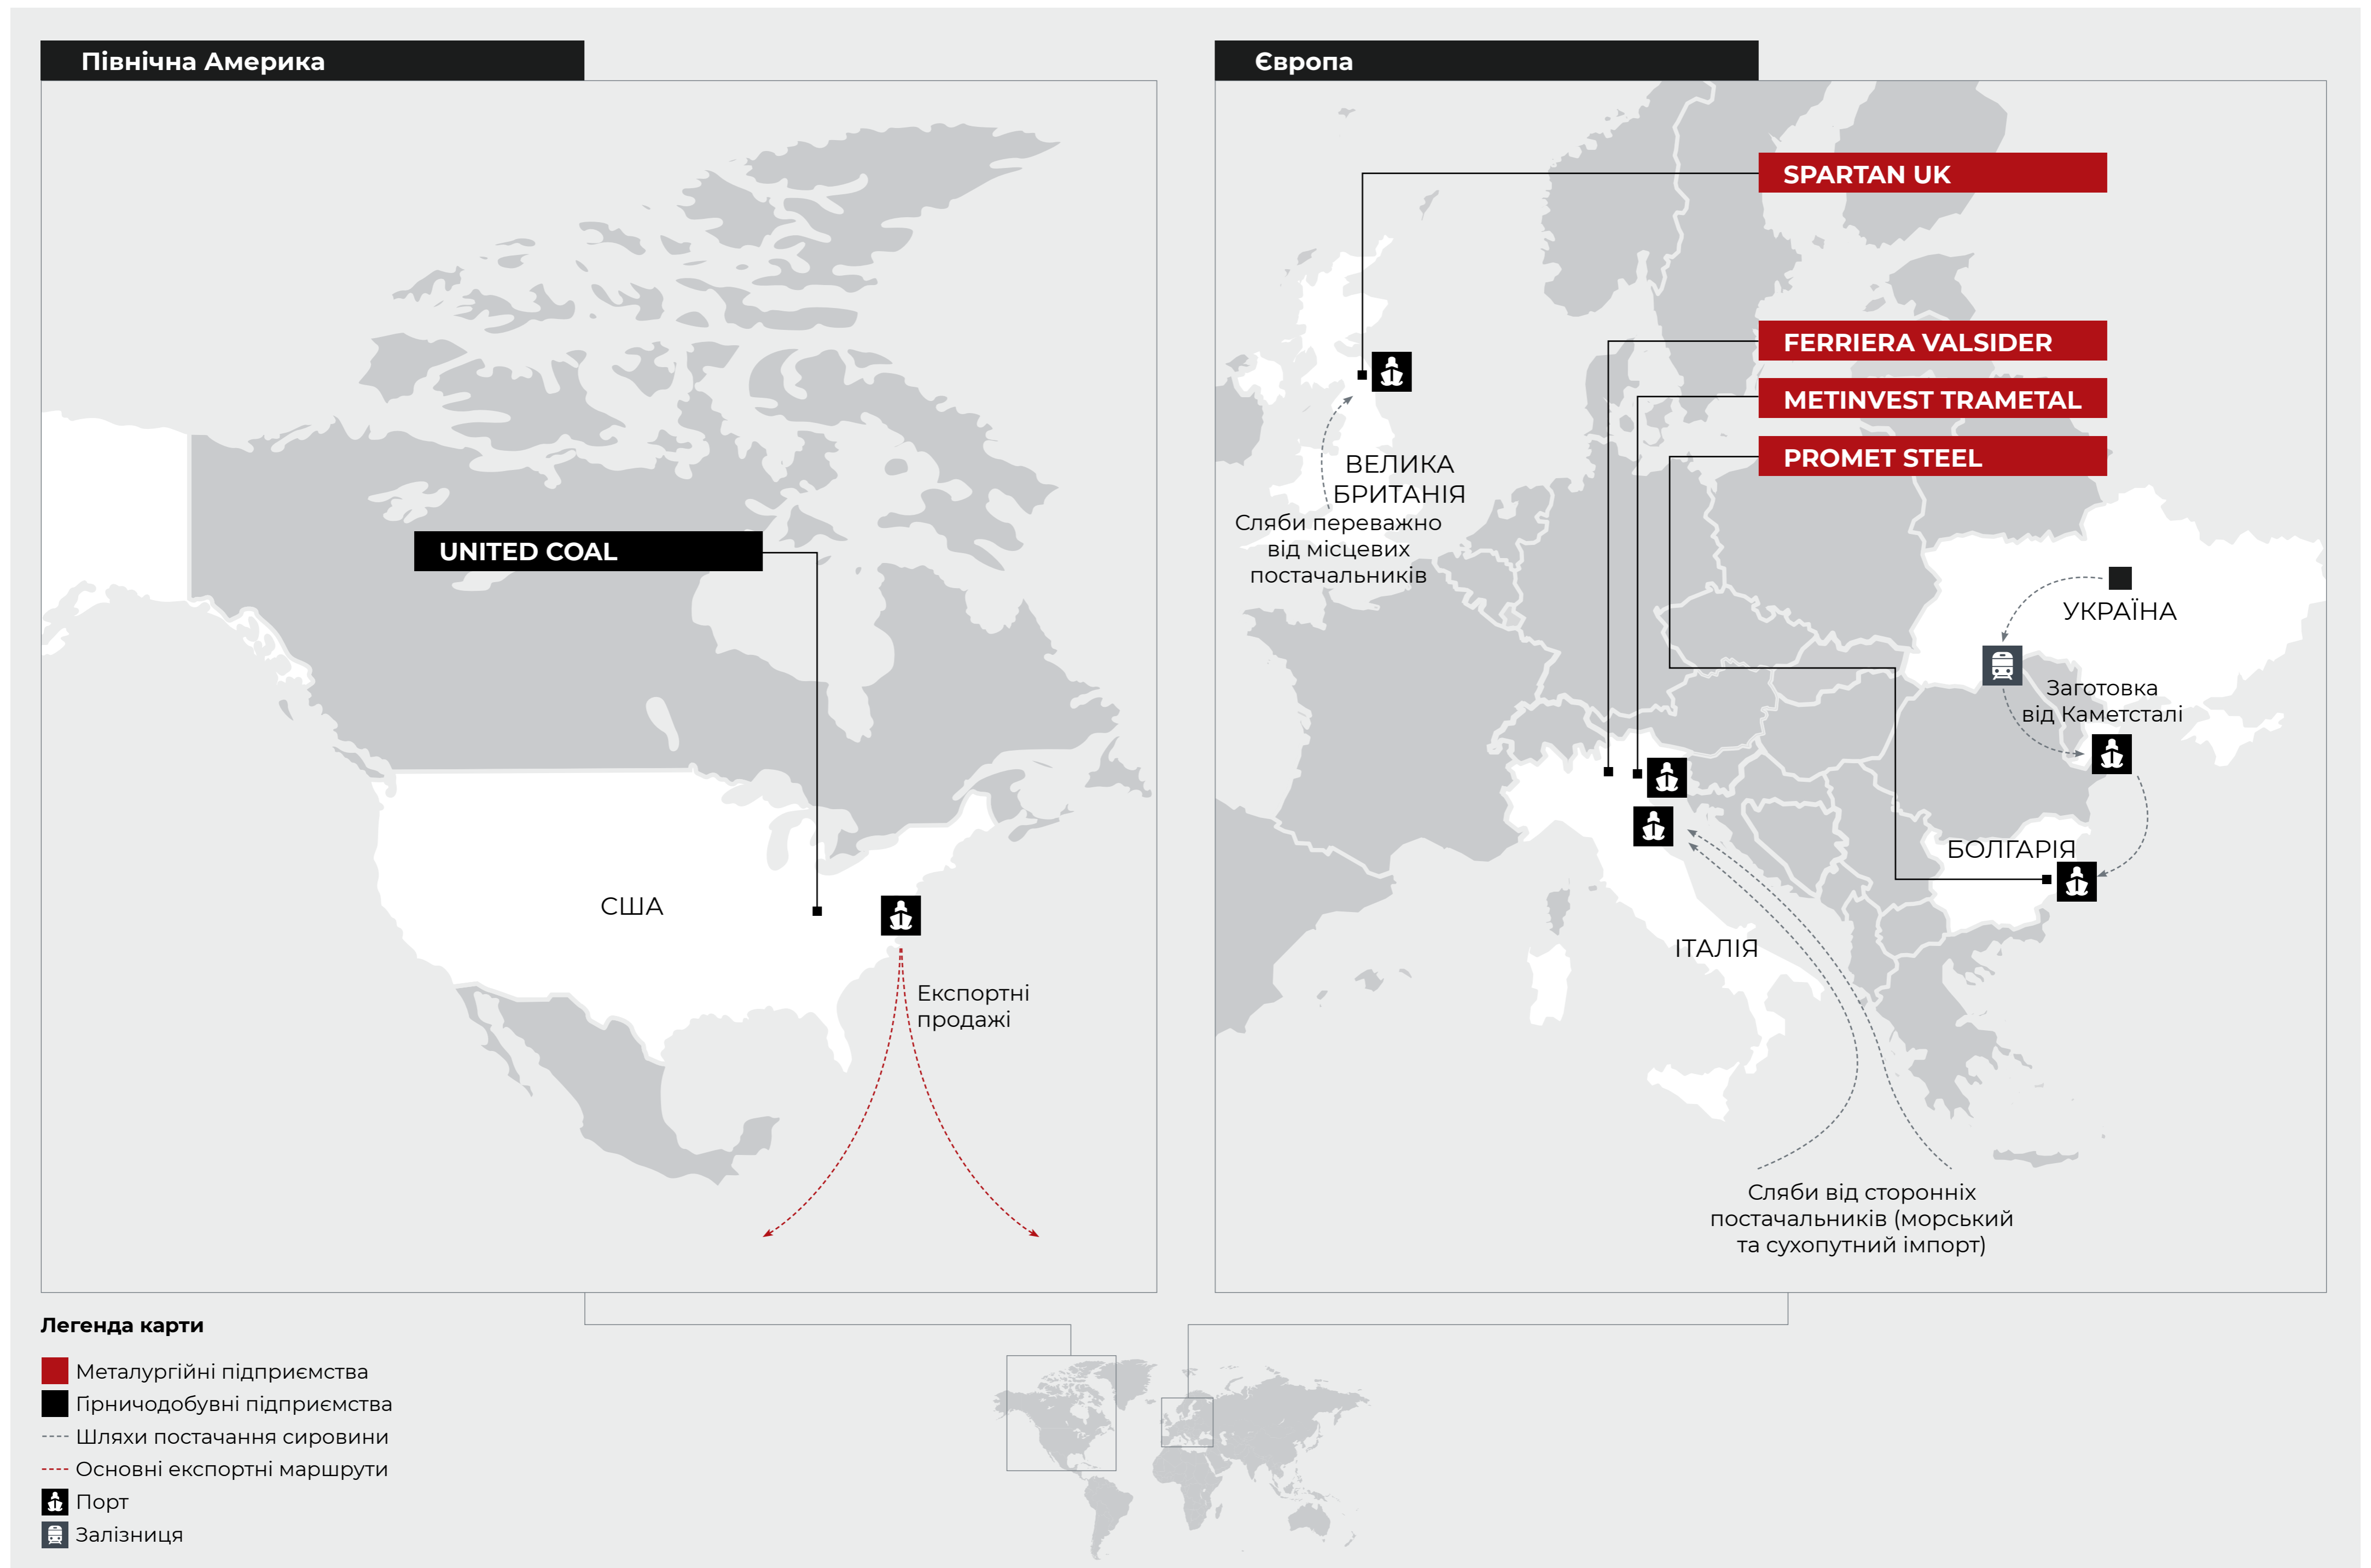 Північна Америка
UNITED COAL
США
Експортні
продажі
Європа
SPARTAN UK
FERRIERA VALSIDER
METINVEST TRAMETAL
PROMET STEEL
ВЕЛИКА
БРИТАНІЯ
Сляби переважно
від місцевих
постачальників
УКРАЇНА
Заготовка
від Каметсталі
БОЛГАРІЯ
ІТАЛІЯ
Сляби від сторонніх
постачальників (морський
та сухопутний імпорт)
Легенда карти
Металургійні підприємства
Гірничодобувні підприємства
Шляхи постачання сировини
Основні експортні маршрути
Порт
Залізниця